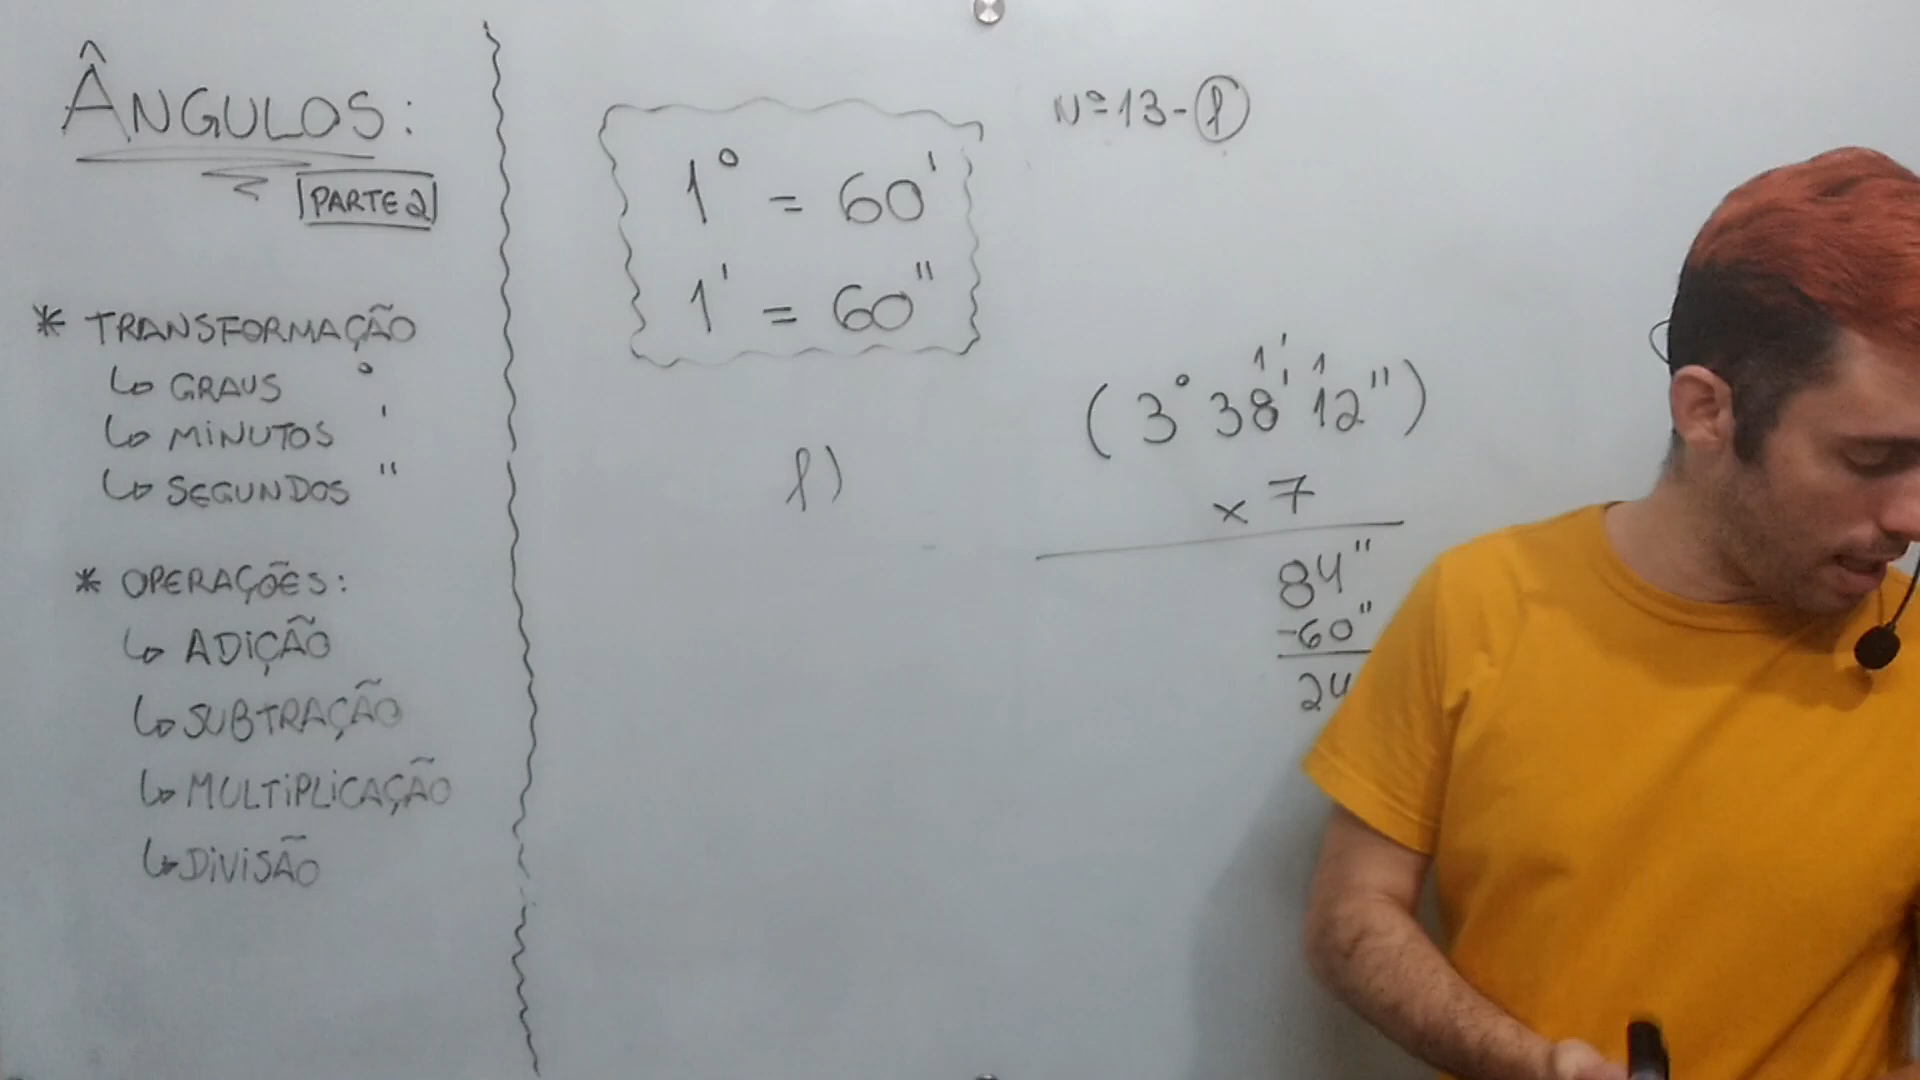 ÂNGULOS:
PARTE 2
* TRANSFORMAÇÃO
↳ GRAUS °
↳ MINUTOS '
↳ SEGUNDOS "
* OPERAÇÕES:
↳ ADIÇÃO
↳ SUBTRAÇÃO
↳ MULTIPLICAÇÃO
↳ DIVISÃO
1° = 60'
1' = 60"
Nº 13 - f
f)
1' 1
(3° 38' 12")
x 7
84"
-60"
24